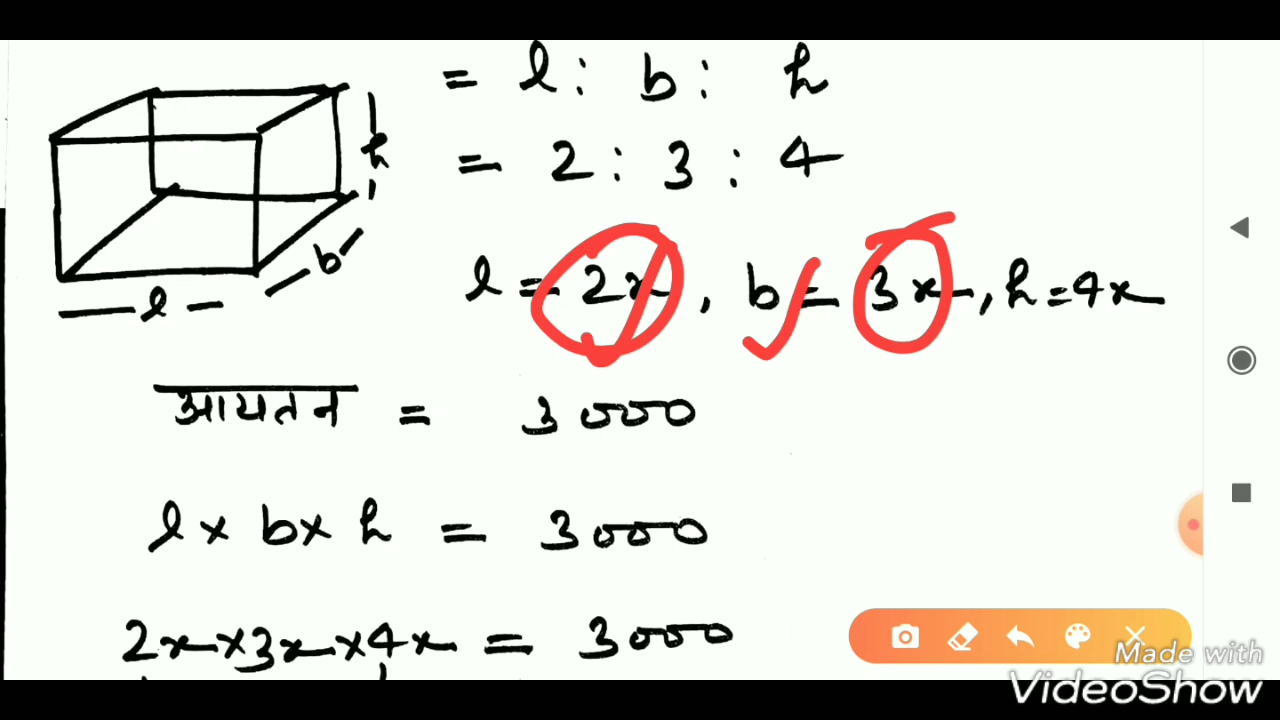 = l : b : h
h
= 2 : 3 : 4
b
l
l = 2x , b = 3x , h = 4x
आयतन = 3000
l × b × h = 3000
2x × 3x × 4x = 3000
Made with
VideoShow